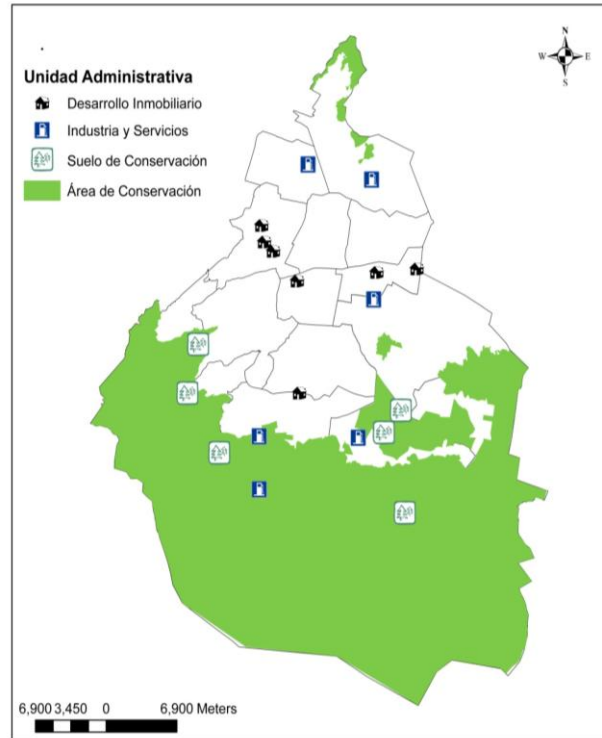 N
W E
S
Unidad Administrativa
Desarrollo Inmobiliario
Industria y Servicios
Suelo de Conservación
Área de Conservación
6,900 3,450 0 6,900 Meters